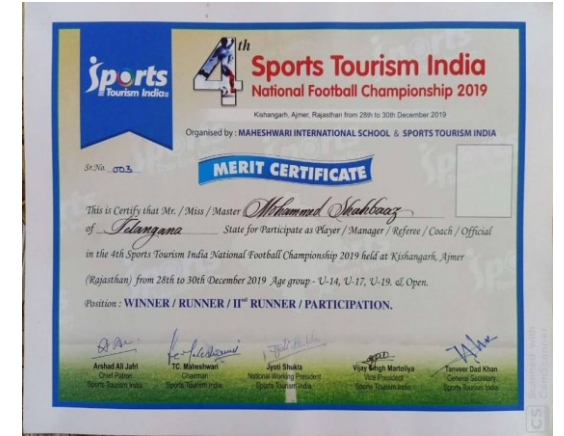 Sports
Tourism India
4th
Sports Tourism India
National Football Championship 2019
Kishangarh, Ajmer, Rajasthan from 28th to 30th December 2019
Organised by : MAHESHWARI INTERNATIONAL SCHOOL & SPORTS TOURISM INDIA
Sr.No. 003
MERIT CERTIFICATE
This is Certify that Mr. / Miss / Master Mohammed Shahbaaz
of Telangana State for Participate as Player / Manager / Referee / Coach / Official
in the 4th Sports Tourism India National Football Championship 2019 held at Kishangarh, Ajmer
(Rajasthan) from 28th to 30th December 2019 Age group - U-14, U-17, U-19. & Open.
Position : WINNER / RUNNER / IInd RUNNER / PARTICIPATION.
Arshad Ali Jafri TC. Maheshwari Jyoti Shukla Vijay Singh Martoliya Tanveer Dad Khan
Chief Patron Chairman National Working President Vice President General Secretary
Sports Tourism India Sports Tourism India Sports Tourism India Sports Tourism India Sports Tourism India
CS Scanned with
CamScanner